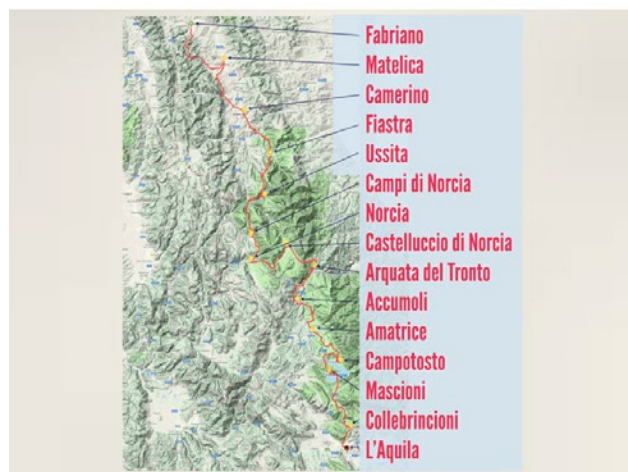 Fabriano
Matelica
Camerino
Fiastra
Ussita
Campi di Norcia
Norcia
Castelluccio di Norcia
Arquata del Tronto
Accumoli
Amatrice
Campotosto
Mascioni
Collebrincioni
L'Aquila